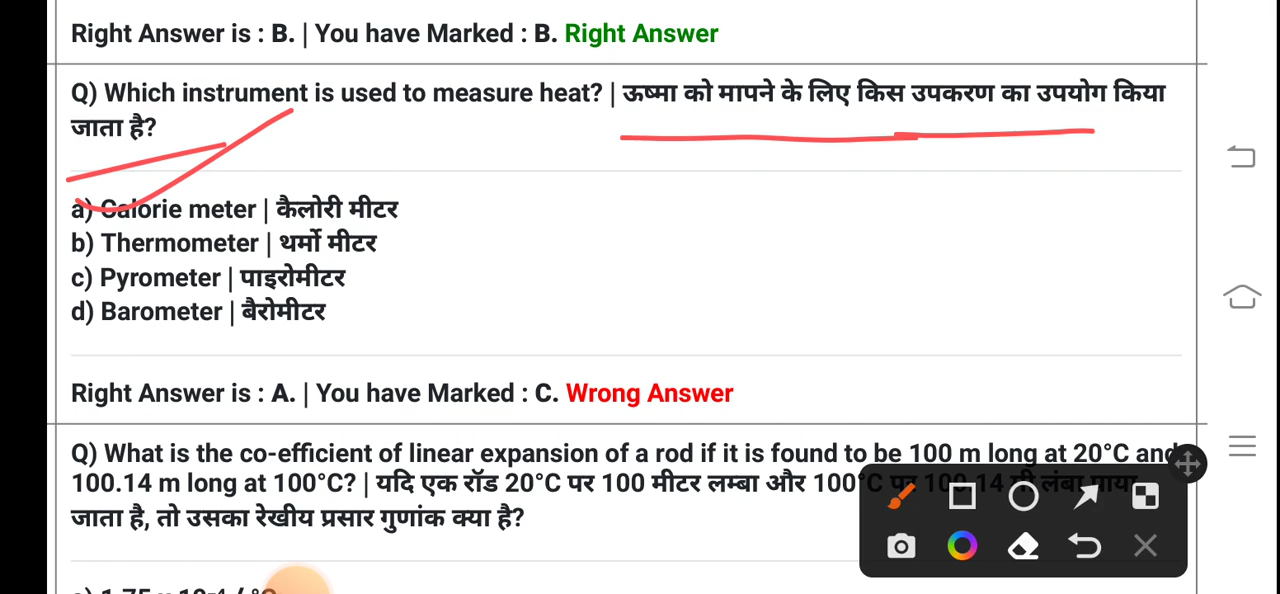 Right Answer is : B. | You have Marked : B. Right Answer
Q) Which instrument is used to measure heat? | ऊष्मा को मापने के लिए किस उपकरण का उपयोग किया
जाता है?
a) Calorie meter | कैलोरी मीटर
b) Thermometer | थर्मो मीटर
c) Pyrometer | पाइरोमीटर
d) Barometer | बैरोमीटर
Right Answer is : A. | You have Marked : C. Wrong Answer
Q) What is the co-efficient of linear expansion of a rod if it is found to be 100 m long at 20°C and
100.14 m long at 100°C? | यदि एक रॉड 20°C पर 100 मीटर लम्बा और 100°C पर 100.14 मी लंबा पाया
जाता है, तो उसका रेखीय प्रसार गुणांक क्या है?